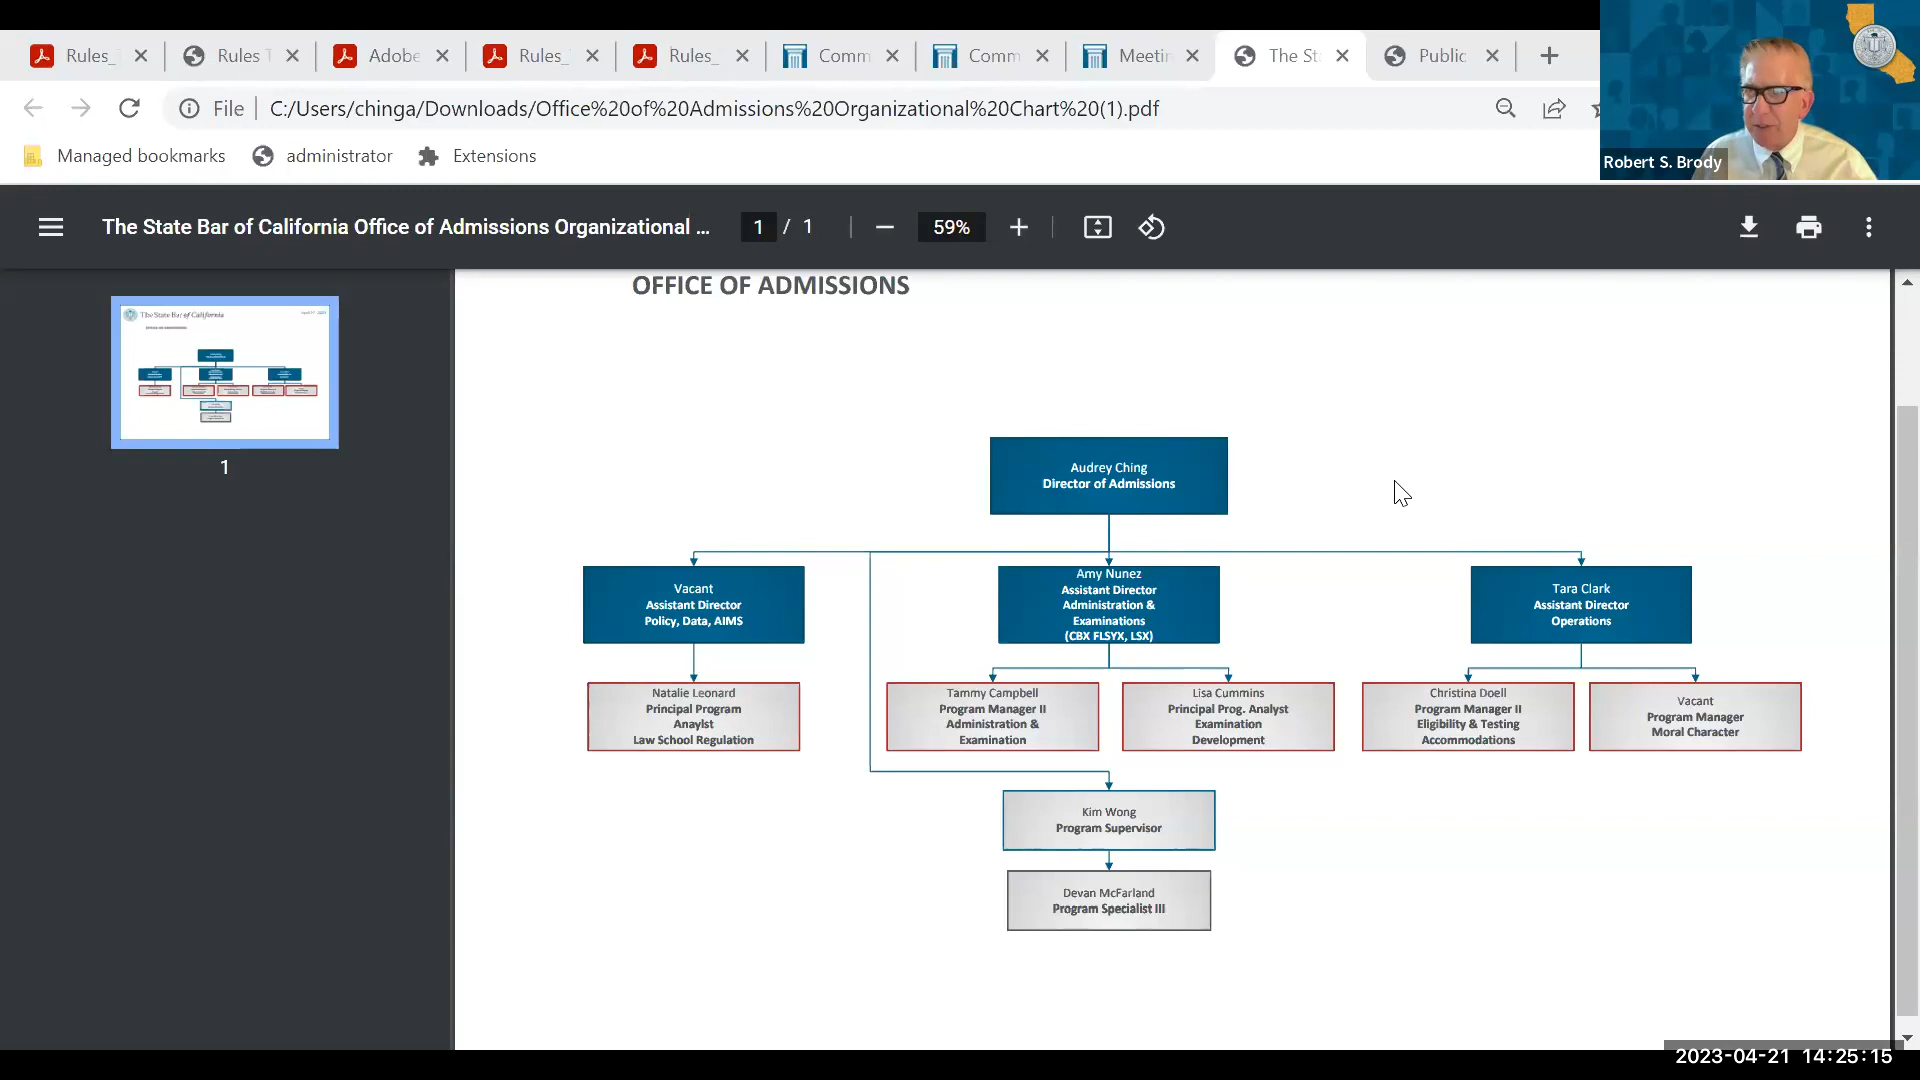 Rules_
Rules T
Adobe
Rules_
Rules_
Comm
Comm
Meetin
The St
Public
File
C:/Users/chinga/Downloads/Office%20of%20Admissions%20Organizational%20Chart%20(1).pdf
Managed bookmarks
administrator
Extensions
Robert S. Brody
The State Bar of California Office of Admissions Organizational ...
1 / 1
59%
The State Bar of California
1
OFFICE OF ADMISSIONS
Audrey Ching
Director of Admissions
Vacant
Assistant Director
Policy, Data, AIMS
Amy Nunez
Assistant Director
Administration &
Examinations
(CBX FLSYX, LSX)
Tara Clark
Assistant Director
Operations
Natalie Leonard
Principal Program
Anaylst
Law School Regulation
Tammy Campbell
Program Manager II
Administration &
Examination
Lisa Cummins
Principal Prog. Analyst
Examination
Development
Christina Doell
Program Manager II
Eligibility & Testing
Accommodations
Vacant
Program Manager
Moral Character
Kim Wong
Program Supervisor
Devan McFarland
Program Specialist III
2023-04-21 14:25:15